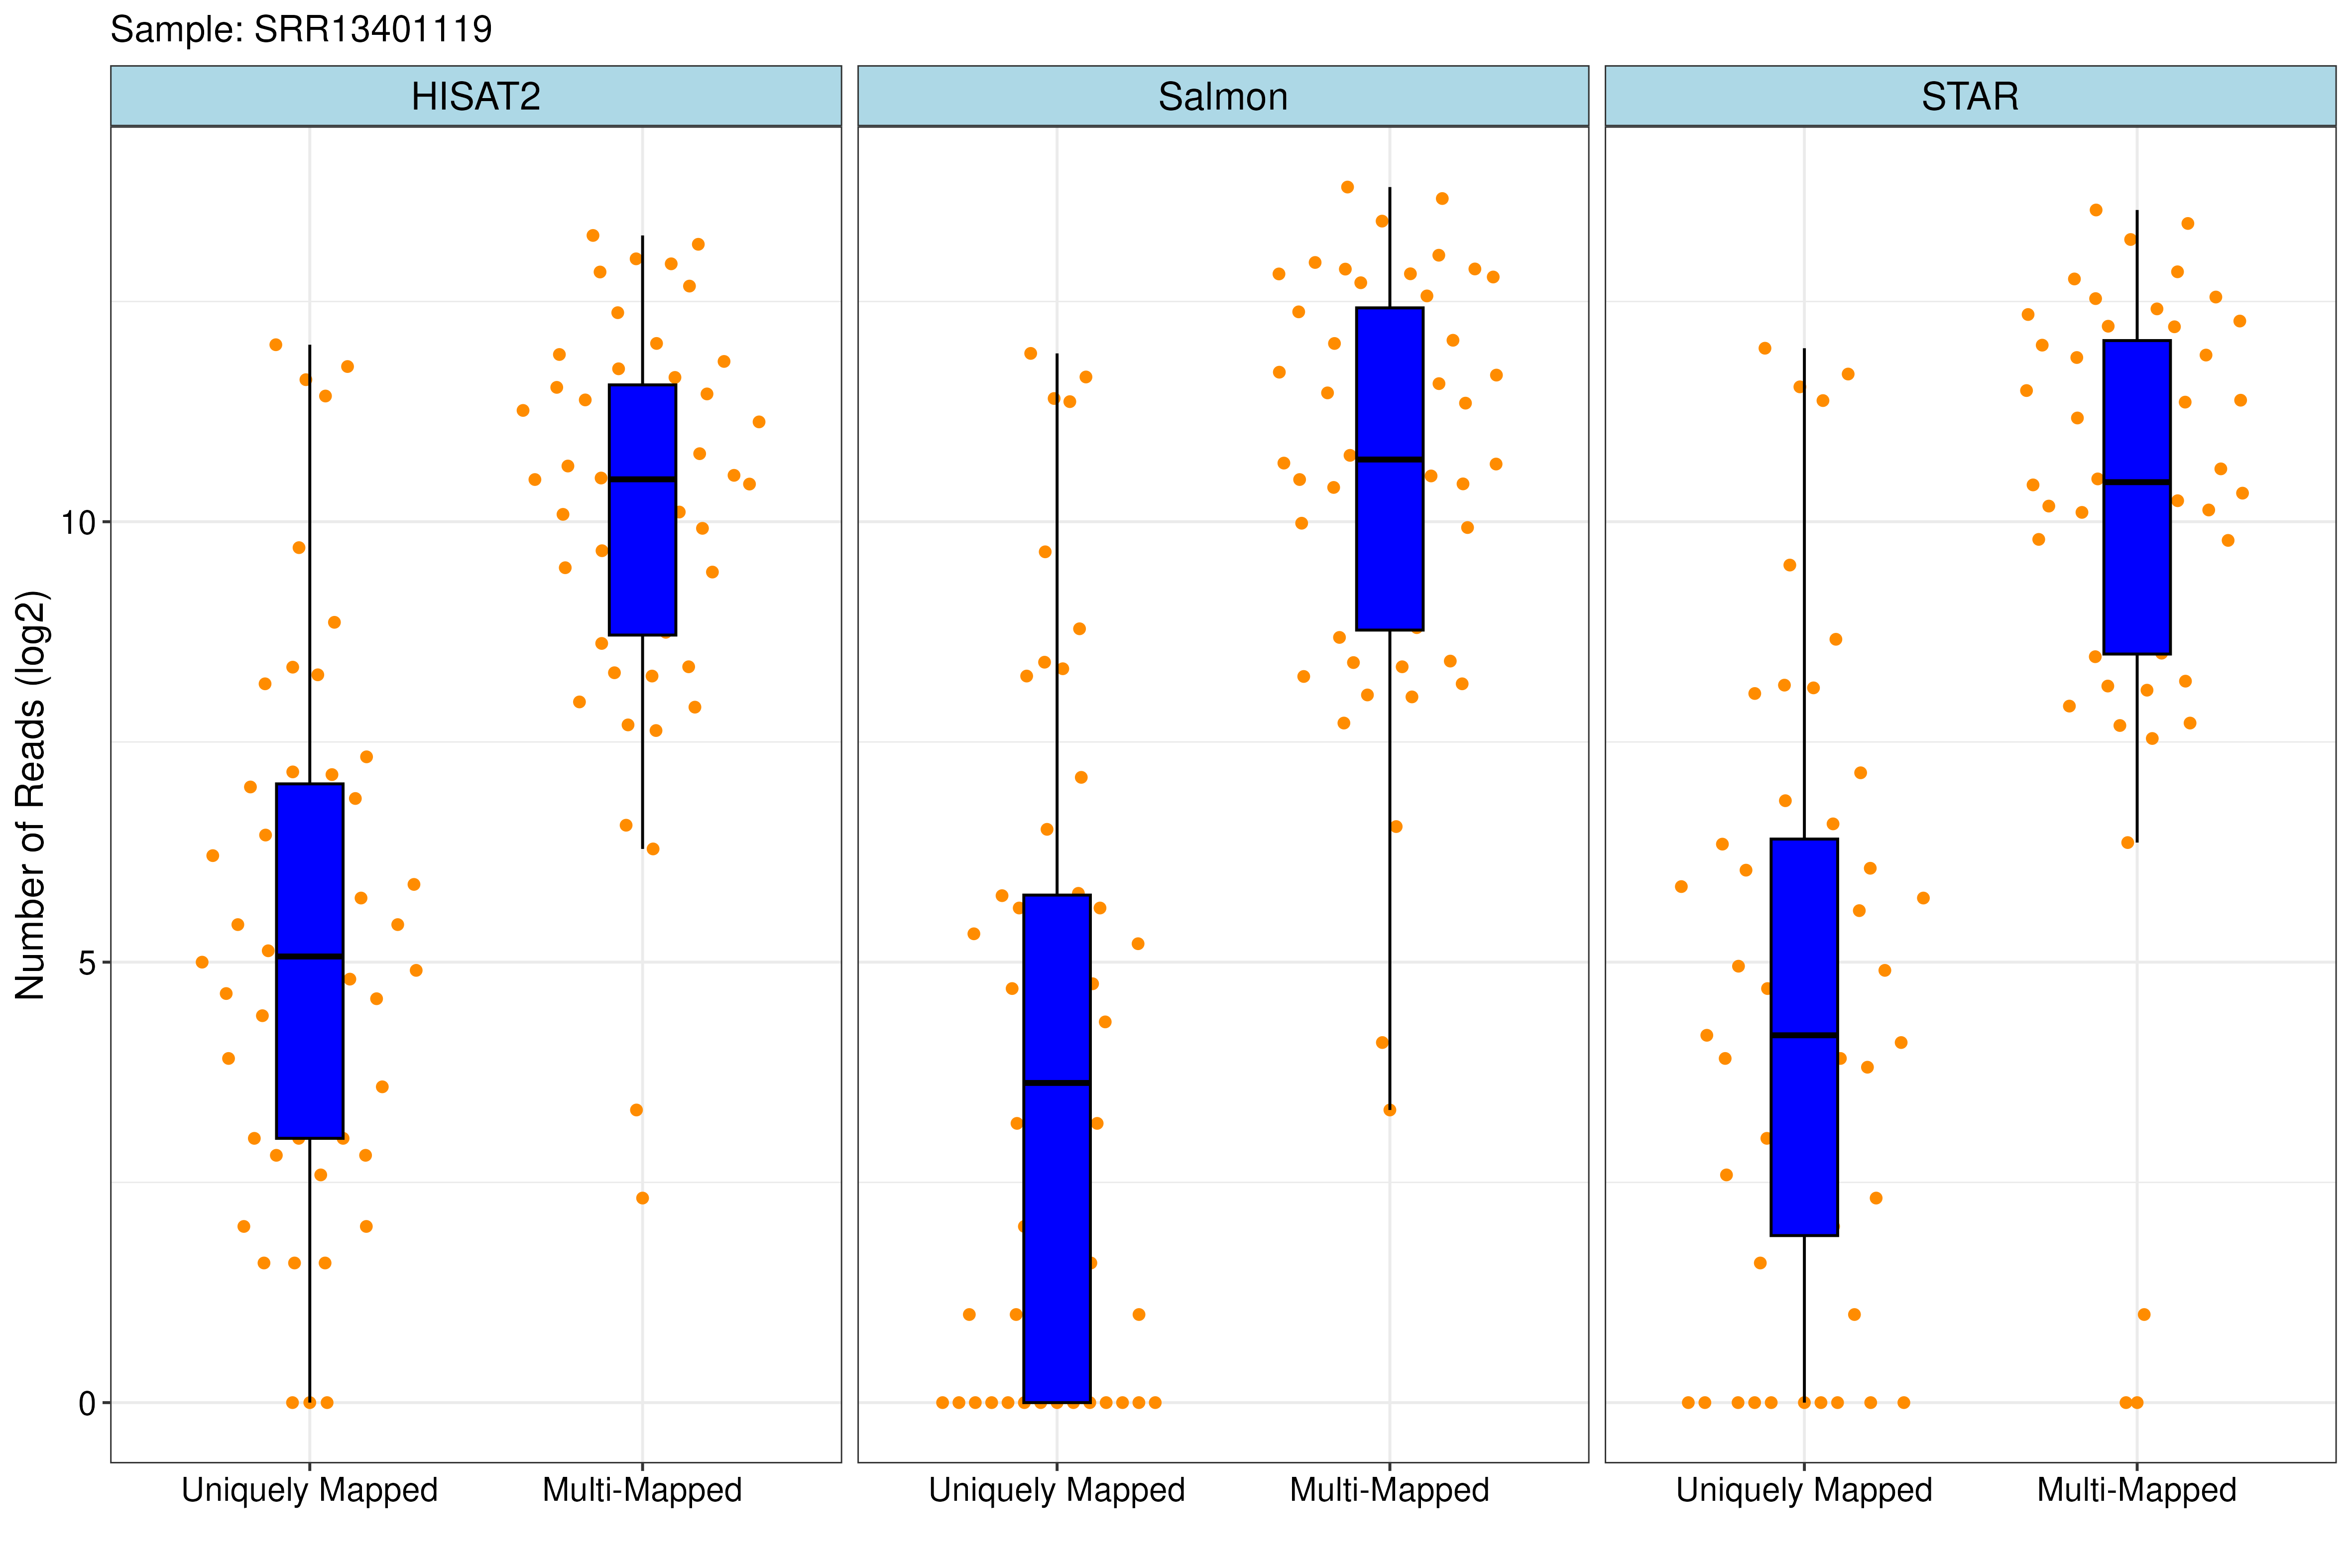 Sample: SRR13401119
HISAT2
Salmon
STAR
Number of Reads (log2)
10
5
0
Uniquely Mapped
Multi-Mapped
Uniquely Mapped
Multi-Mapped
Uniquely Mapped
Multi-Mapped